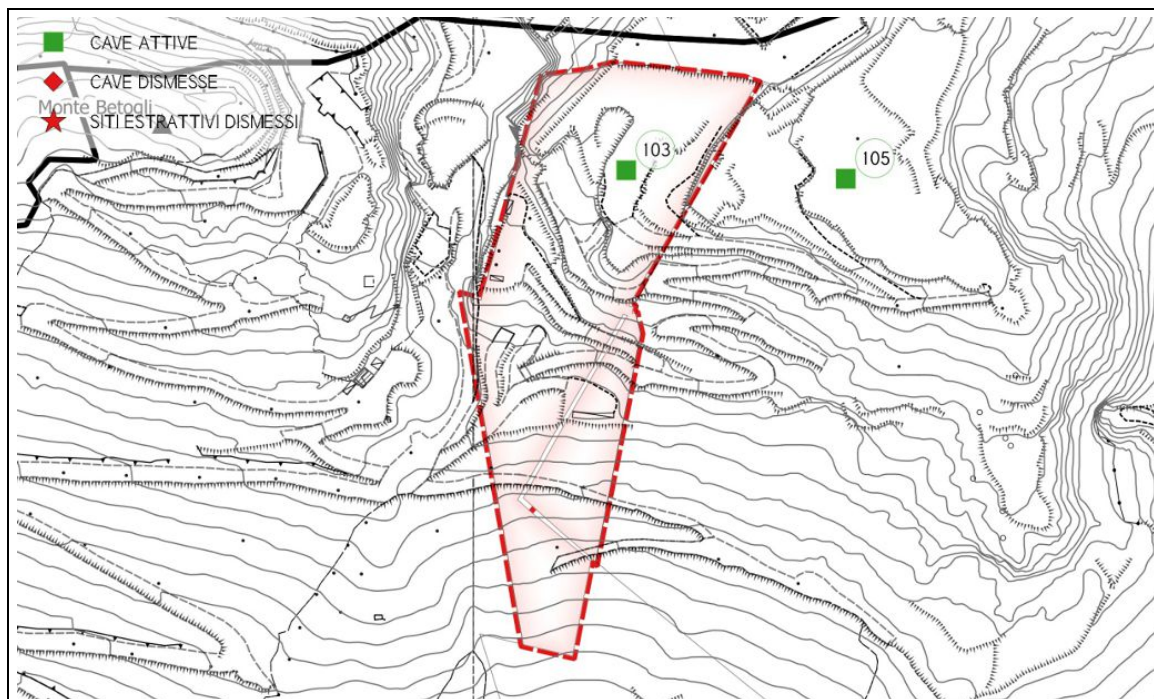 CAVE ATTIVE
CAVE DISMESSE
Monte Betogli
SITI ESTRATTIVI DISMESSI
103
105